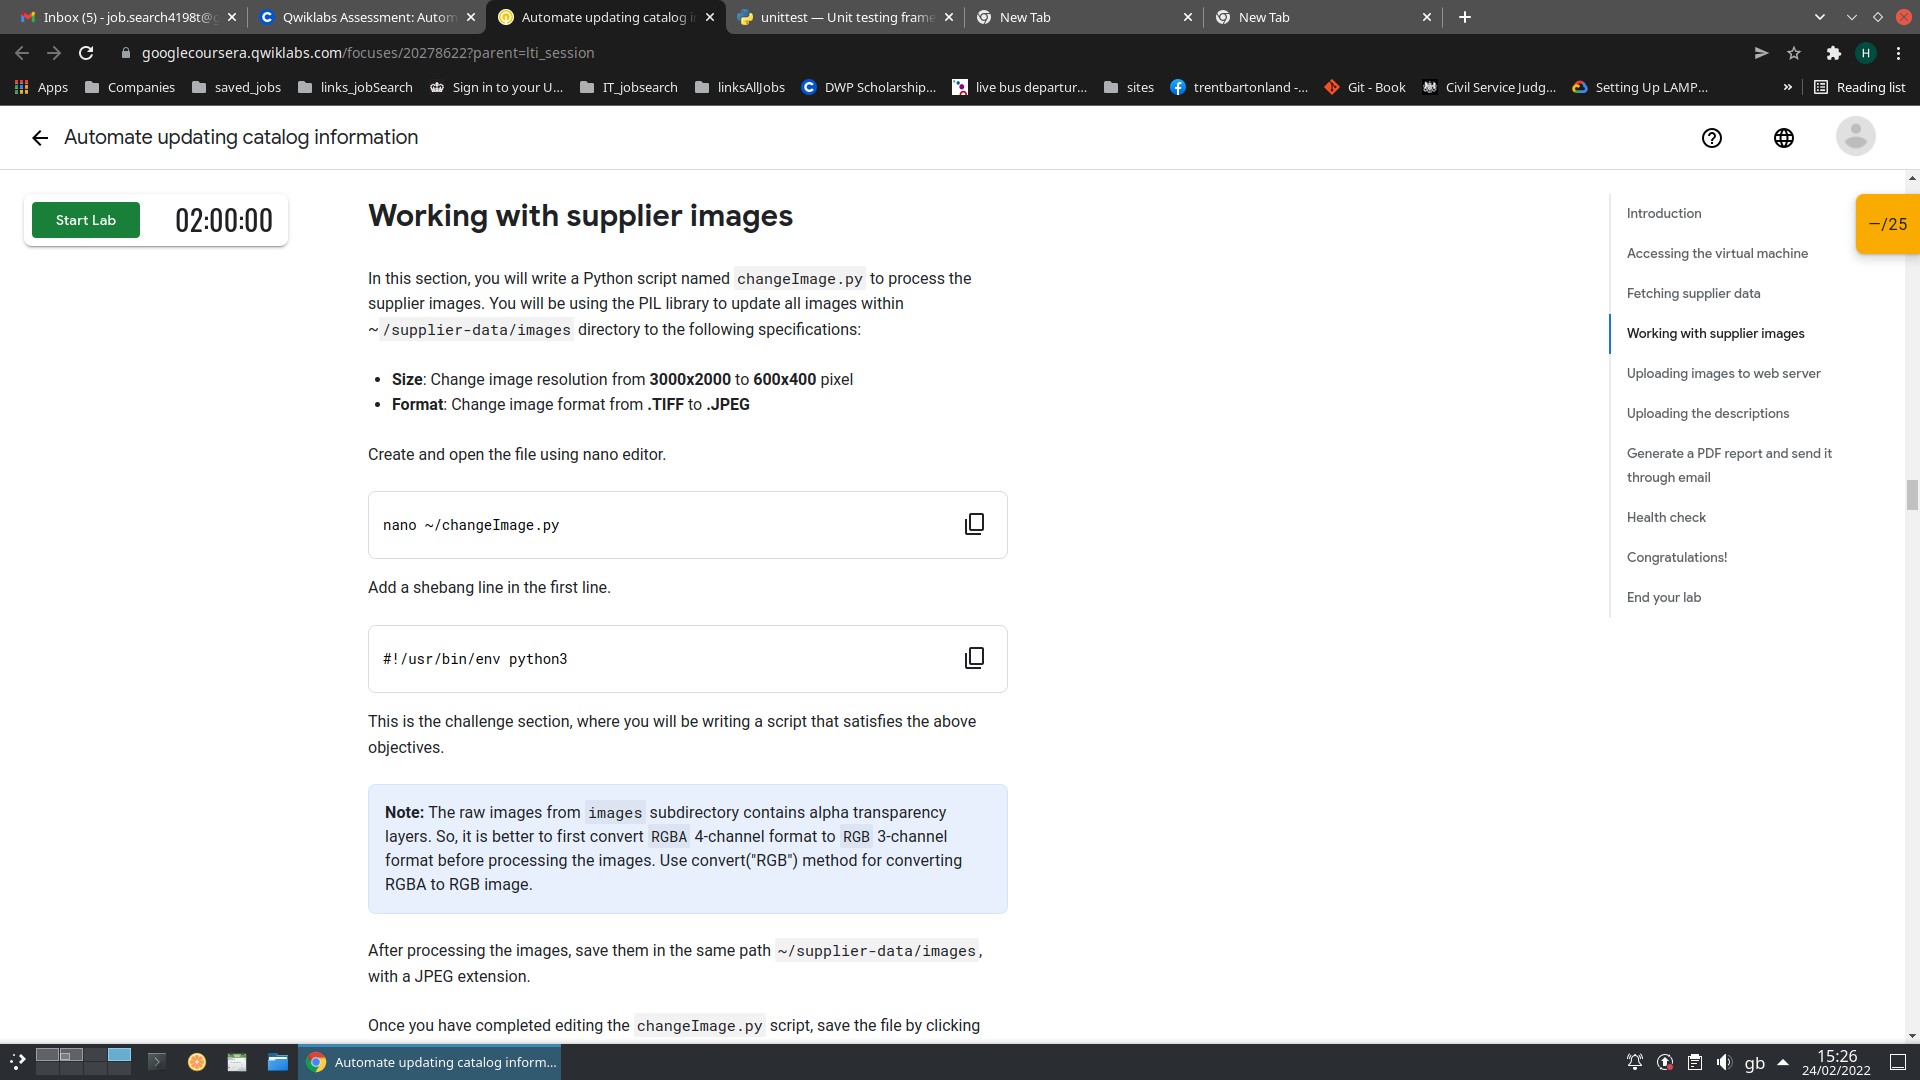 Inbox (5) - job.search4198t@g
Qwiklabs Assessment: Autom
Automate updating catalog i
unittest — Unit testing frame
New Tab
New Tab
googlecoursera.qwiklabs.com/focuses/20278622?parent=lti_session
H
Apps
Companies
saved_jobs
links_jobSearch
Sign in to your U...
IT_jobsearch
linksAllJobs
DWP Scholarship...
live bus departur...
sites
trentbartonland -...
Git - Book
Civil Service Judg...
Setting Up LAMP...
»
Reading list
Automate updating catalog information
Start Lab
02:00:00
Working with supplier images
In this section, you will write a Python script named changeImage.py to process the
supplier images. You will be using the PIL library to update all images within
~/supplier-data/images directory to the following specifications:
• Size: Change image resolution from 3000x2000 to 600x400 pixel
• Format: Change image format from .TIFF to .JPEG
Create and open the file using nano editor.
nano ~/changeImage.py
Add a shebang line in the first line.
#!/usr/bin/env python3
This is the challenge section, where you will be writing a script that satisfies the above
objectives.
Note: The raw images from images subdirectory contains alpha transparency
layers. So, it is better to first convert RGBA 4-channel format to RGB 3-channel
format before processing the images. Use convert("RGB") method for converting
RGBA to RGB image.
After processing the images, save them in the same path ~/supplier-data/images,
with a JPEG extension.
Once you have completed editing the changeImage.py script, save the file by clicking
Introduction
Accessing the virtual machine
Fetching supplier data
Working with supplier images
Uploading images to web server
Uploading the descriptions
Generate a PDF report and send it
through email
Health check
Congratulations!
End your lab
—/25
Automate updating catalog inform...
gb
15:26
24/02/2022